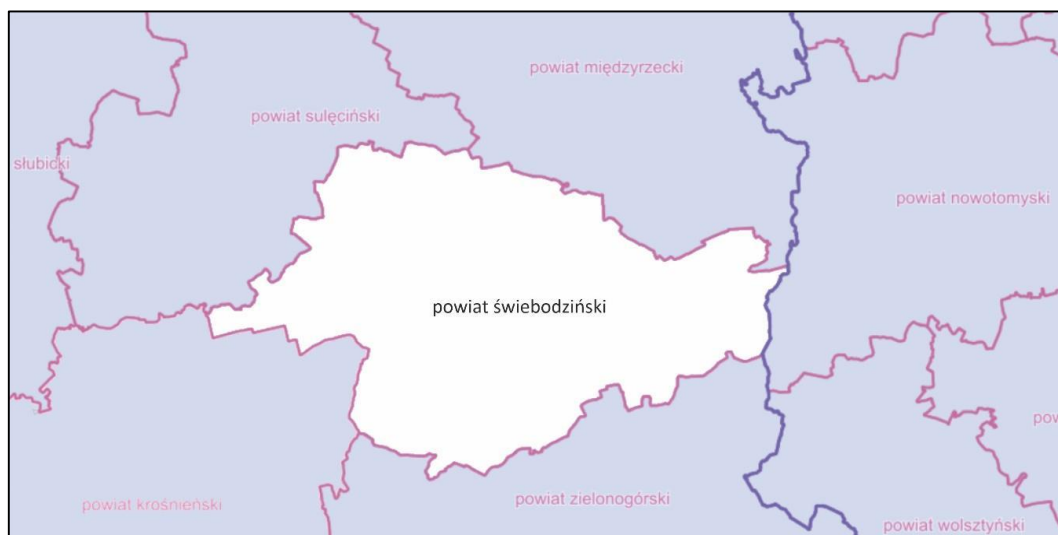 powiat międzyrzecki
powiat sulęciński
słubicki
powiat nowotomyski
powiat świebodziński
pow
powiat krośnieński
powiat zielonogórski
powiat wolsztyński